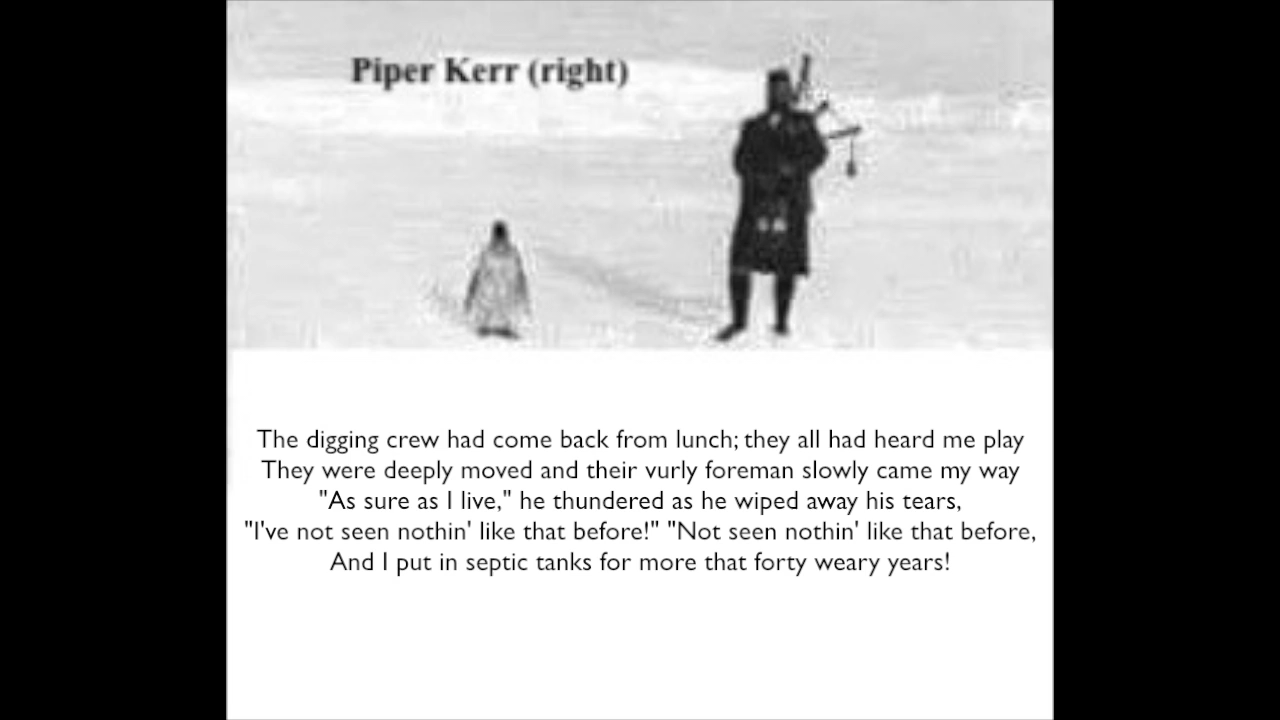 Piper Kerr (right)
The digging crew had come back from lunch; they all had heard me play
They were deeply moved and their vurly foreman slowly came my way
"As sure as I live," he thundered as he wiped away his tears,
"I've not seen nothin' like that before!" "Not seen nothin' like that before,
And I put in septic tanks for more that forty weary years!